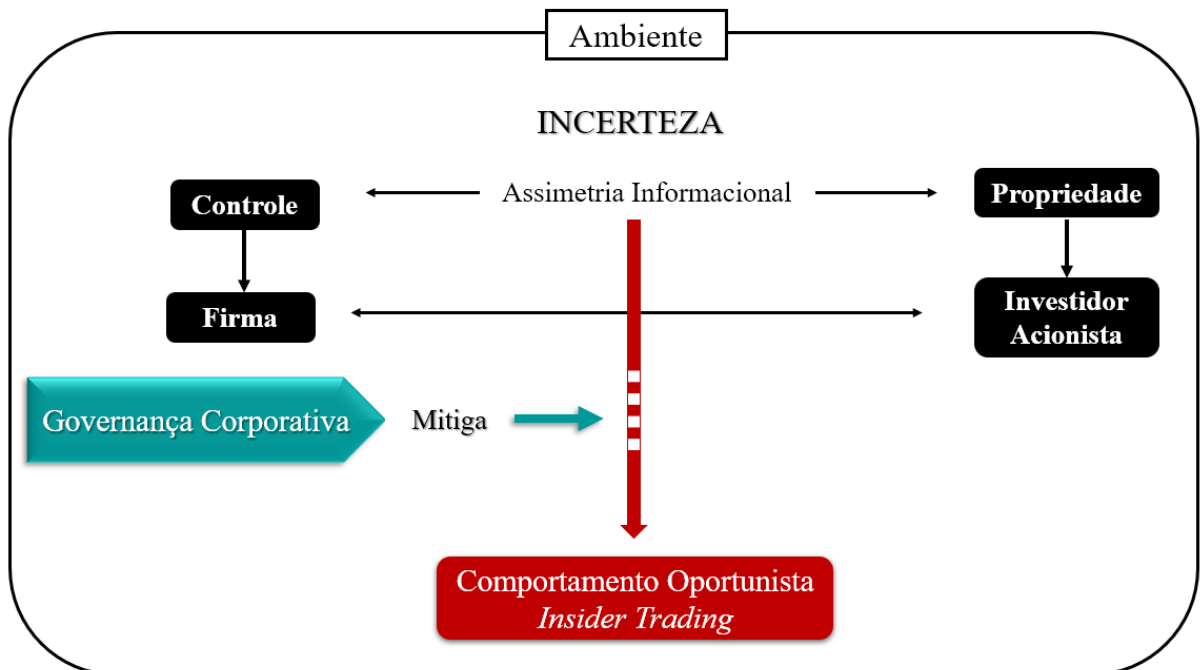 Ambiente
INCERTEZA
Controle
Assimetria Informacional
Propriedade
Firma
Investidor
Acionista
Governança Corporativa
Mitiga
Comportamento Oportunista
Insider Trading